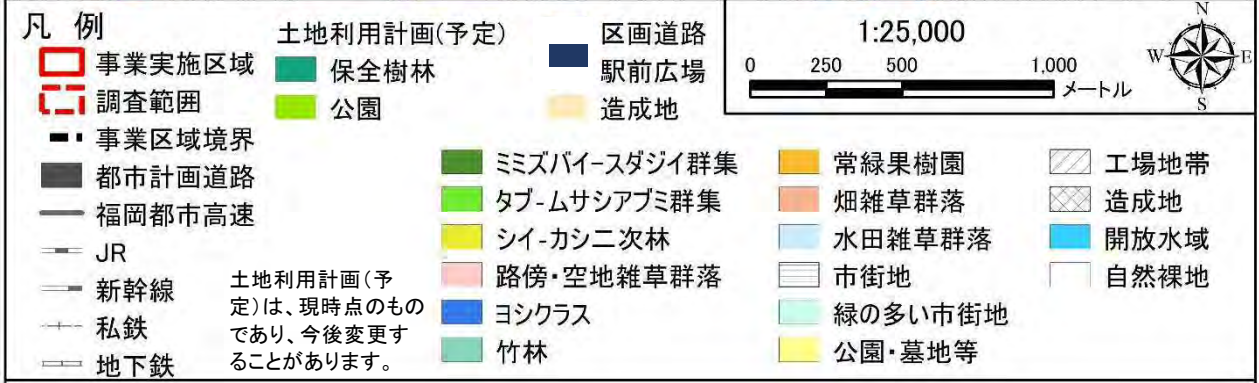 凡 例
事業実施区域
調査範囲
事業区域境界
都市計画道路
福岡都市高速
JR
新幹線
私鉄
地下鉄
土地利用計画(予定)
保全樹林
公園
区画道路
駅前広場
造成地
土地利用計画(予
定)は、現時点のもの
であり、今後変更す
ることがあります。
ミミズバイースダジイ群集
タブ-ムサシアブミ群集
シイ-カシ二次林
路傍・空地雑草群落
ヨシクラス
竹林
常緑果樹園
畑雑草群落
水田雑草群落
市街地
緑の多い市街地
公園・墓地等
工場地帯
造成地
開放水域
自然裸地
1:25,000
0 250 500 1,000
メートル
N
W E
S